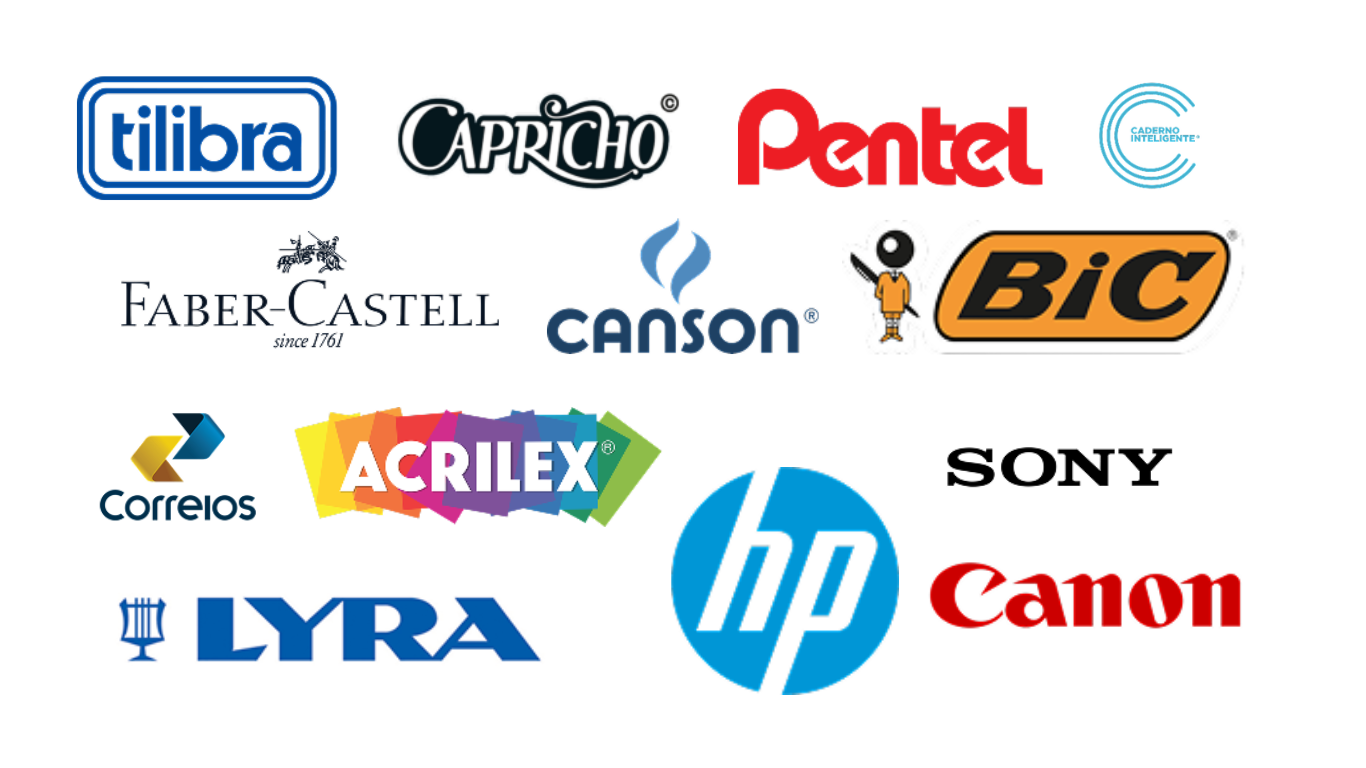 tilibra
CAPRICHO ©
Pentel
CADERNO
INTELIGENTE
FABER-CASTELL
since 1761
CANSON ®
BiC ®
Correios
ACRILEX ®
SONY
hp
Canon
LYRA